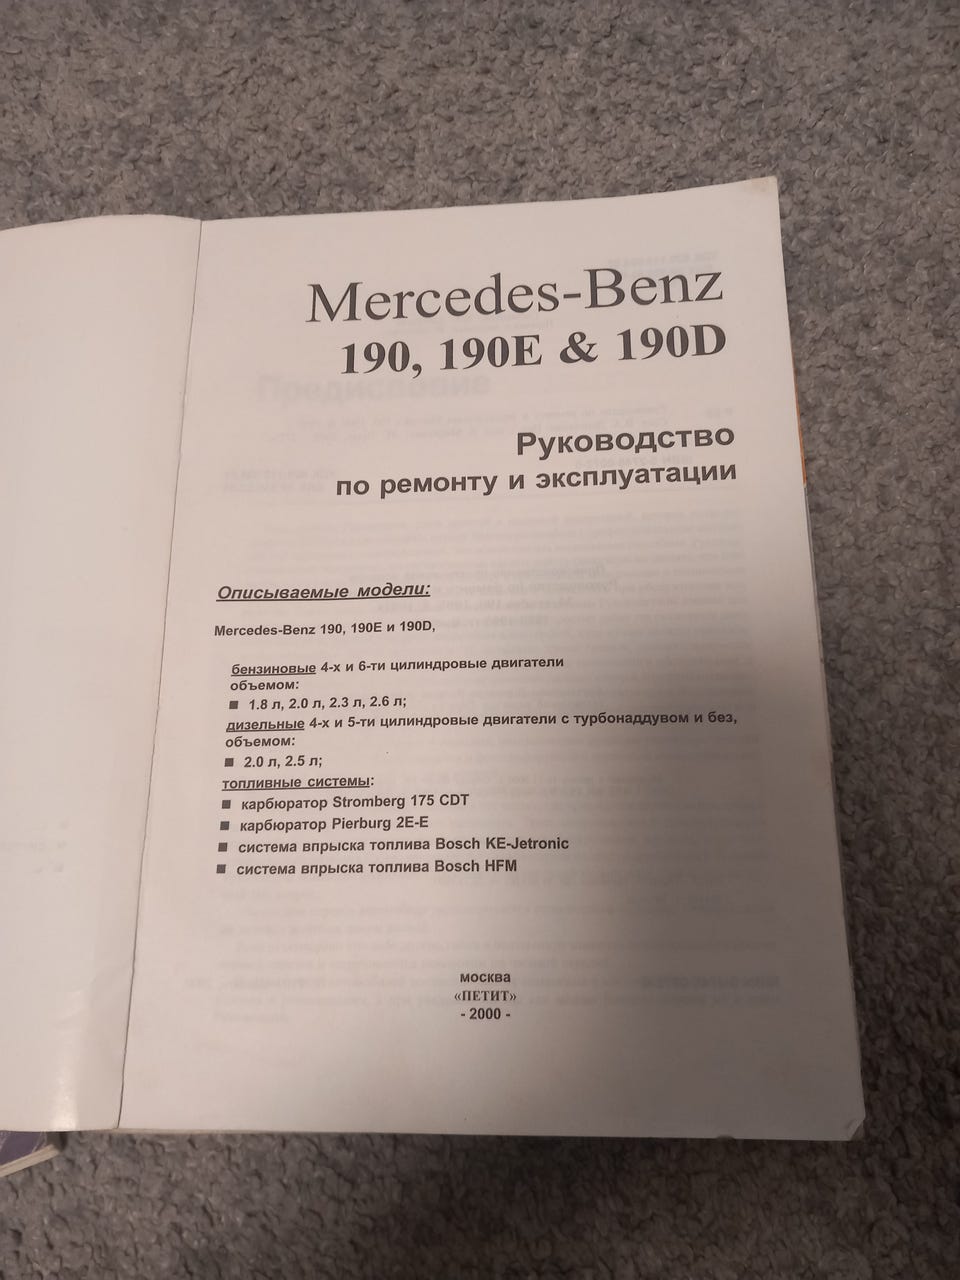 Mercedes-Benz
190, 190E & 190D
Руководство
по ремонту и эксплуатации
Описываемые модели:
Mercedes-Benz 190, 190E и 190D,
бензиновые 4-х и 6-ти цилиндровые двигатели
объемом:
■ 1.8 л, 2.0 л, 2.3 л, 2.6 л;
дизельные 4-х и 5-ти цилиндровые двигатели с турбонаддувом и без,
объемом:
■ 2.0 л, 2.5 л;
топливные системы:
■ карбюратор Stromberg 175 CDT
■ карбюратор Pierburg 2E-E
■ система впрыска топлива Bosch KE-Jetronic
■ система впрыска топлива Bosch HFM
москва
«ПЕТИТ»
- 2000 -